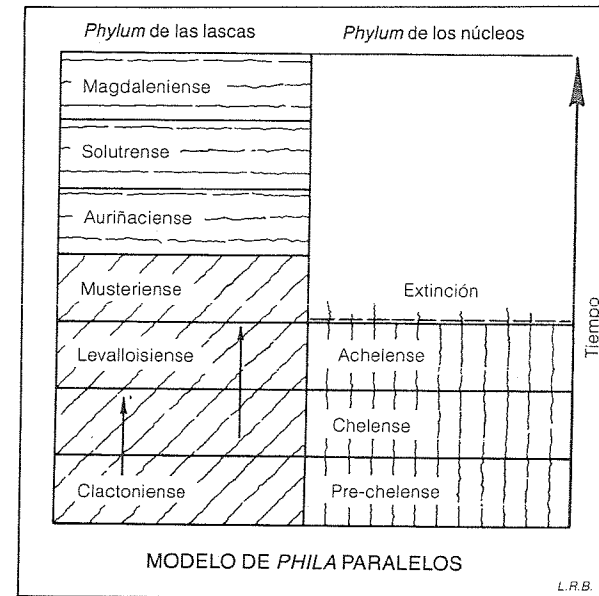 Phylum de las lascas
Phylum de los núcleos
Magdaleniense
Solutrense
Auriñaciense
Musteriense
Extinción
Levalloisiense
Achelense
Chelense
Clactoniense
Pre-chelense
Tiempo
MODELO DE PHILA PARALELOS
L.R.B.